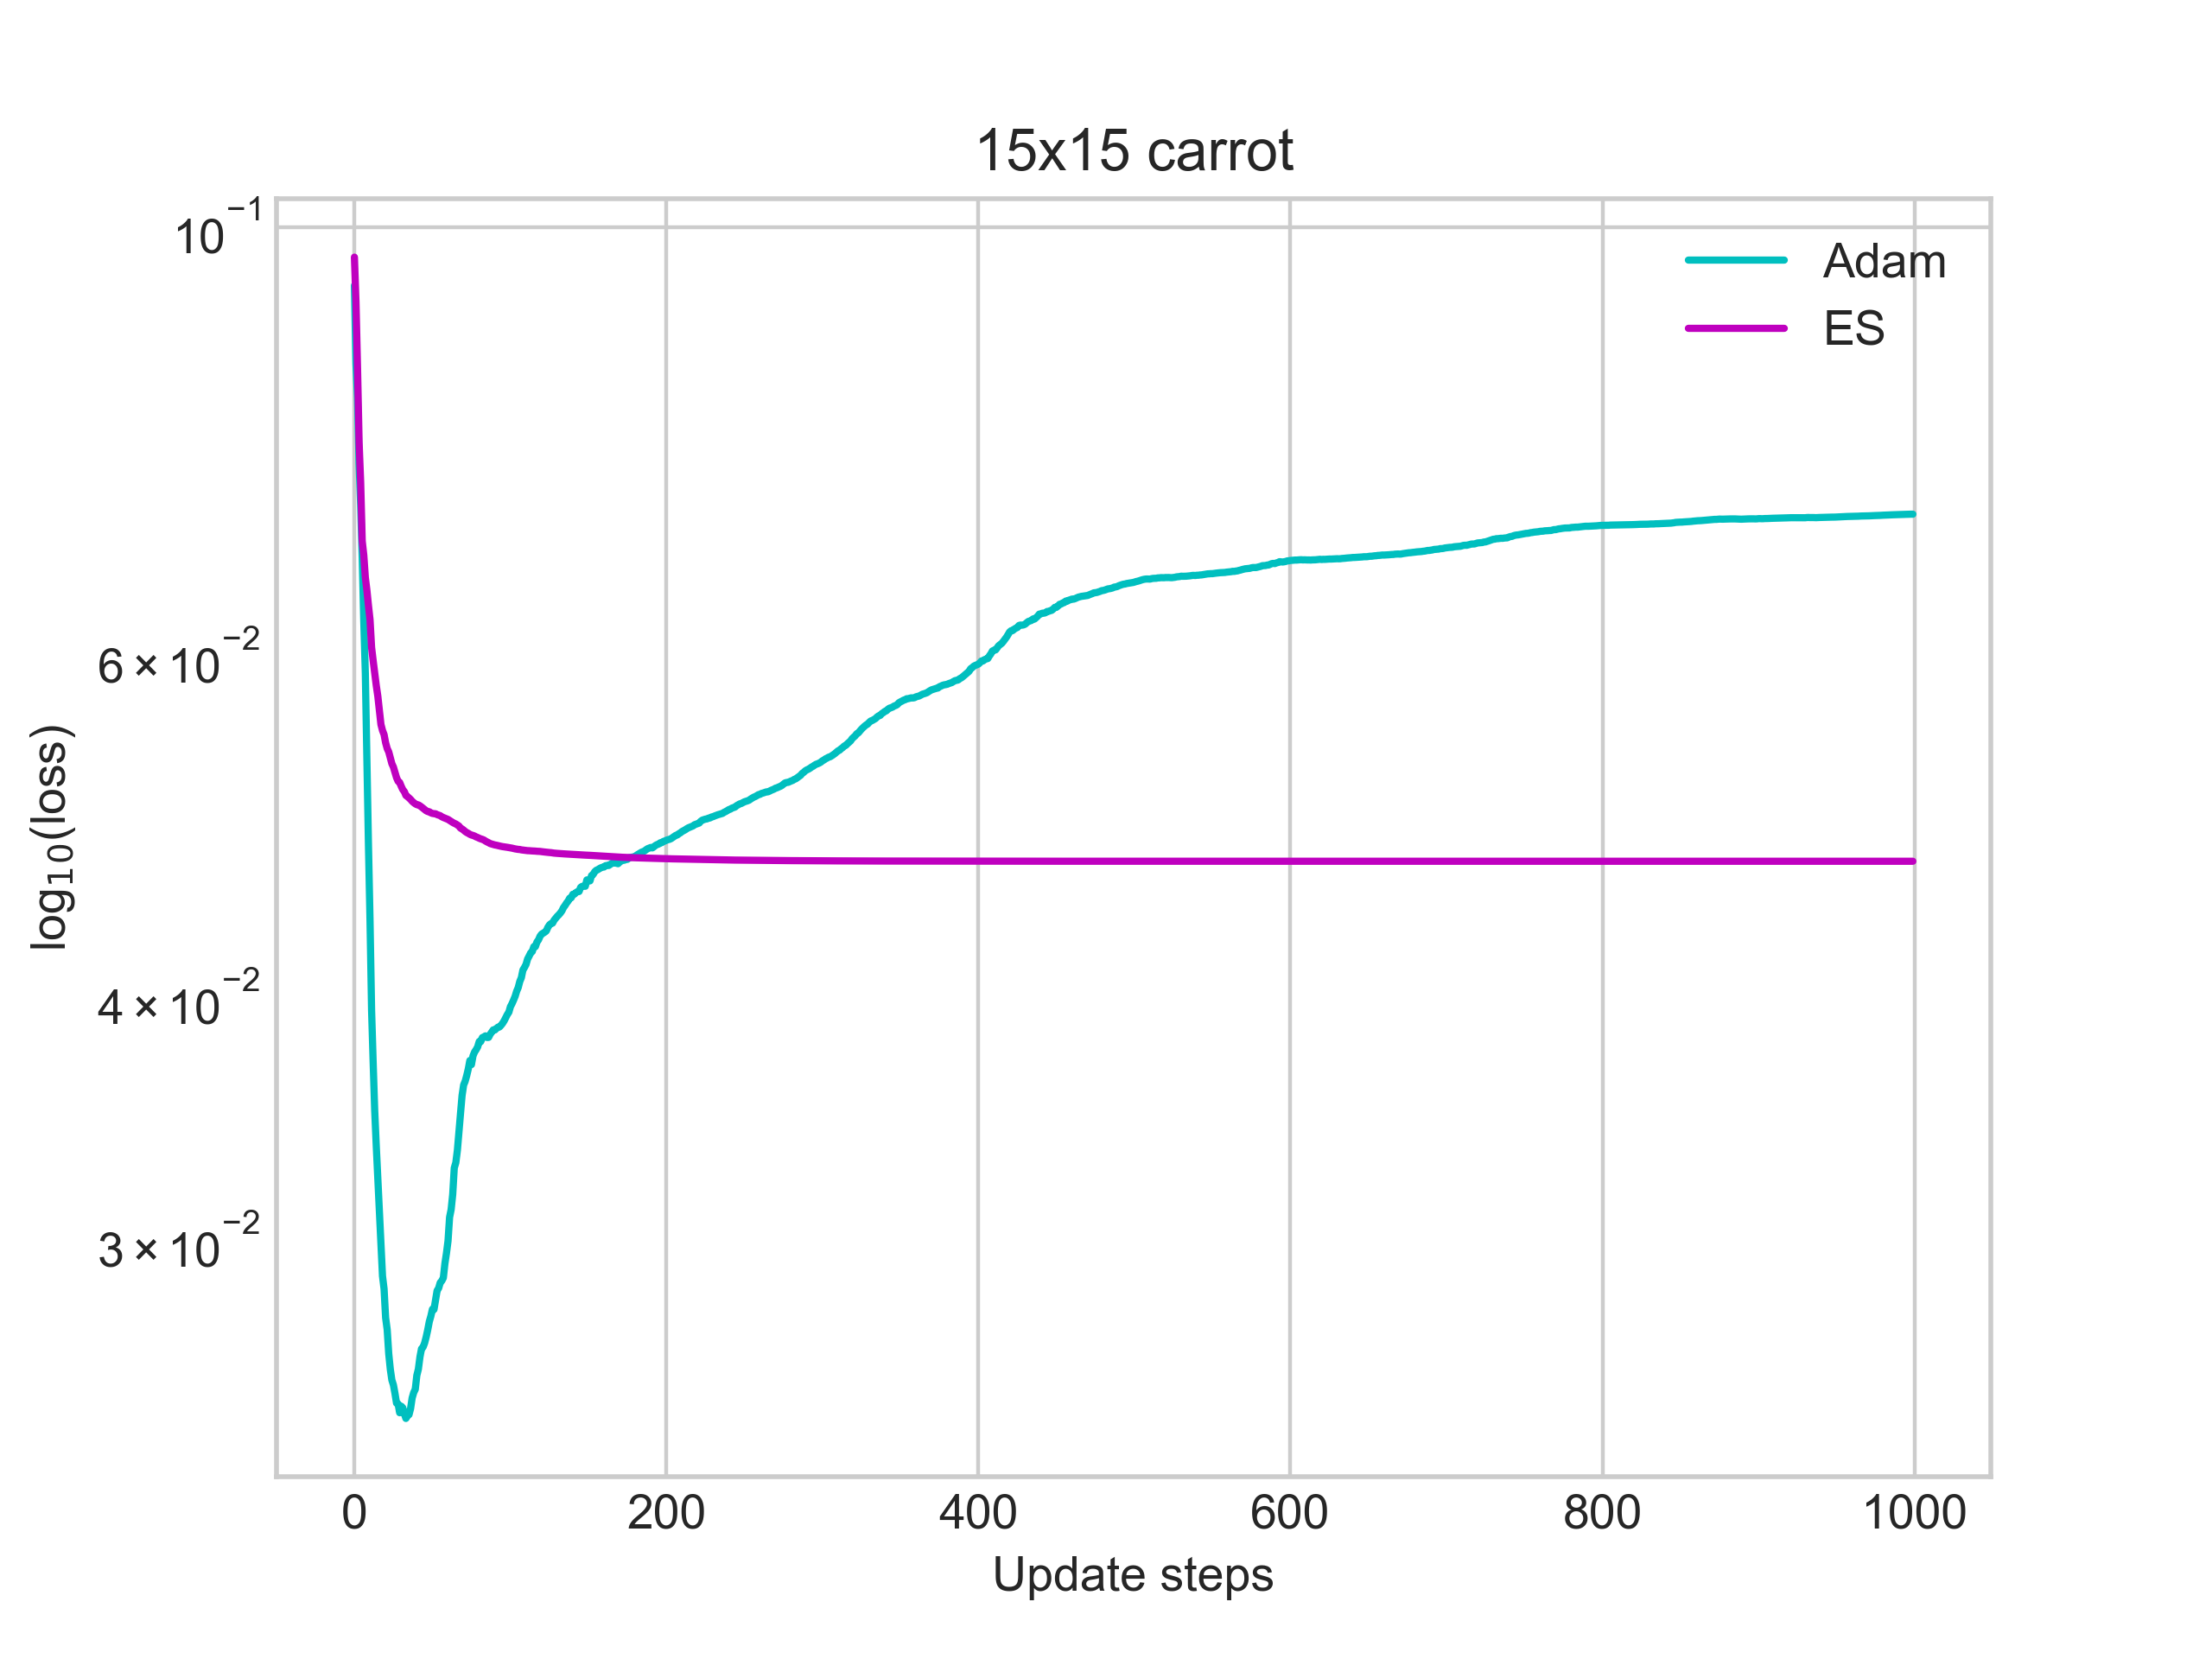 15x15 carrot
10⁻¹
6 × 10⁻²
4 × 10⁻²
3 × 10⁻²
log₁₀(loss)
Adam
ES
0 200 400 600 800 1000
Update steps